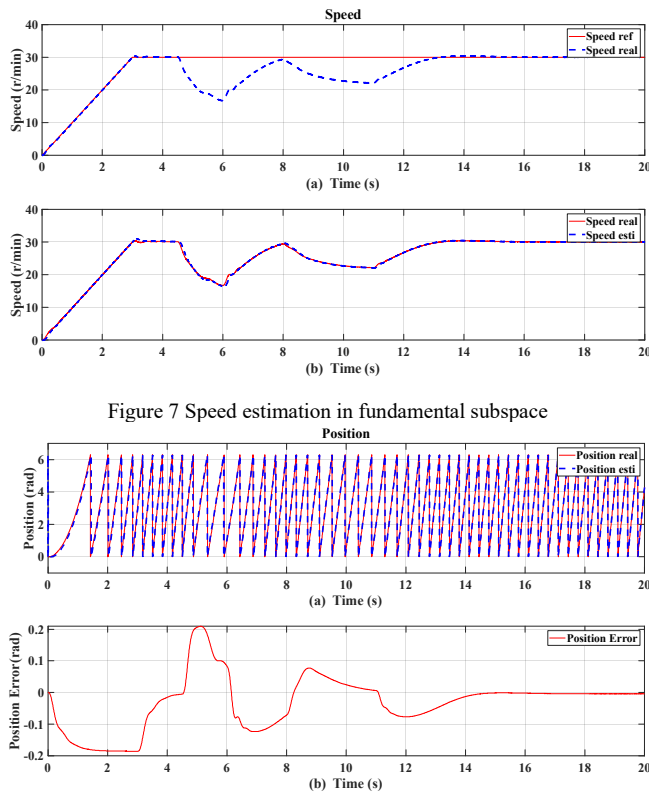 Speed
40
30
20
10
0
Speed (r/min)
Speed ref
Speed real
0 2 4 6 8 10 12 14 16 18 20
(a) Time (s)
40
30
20
10
0
Speed (r/min)
Speed real
Speed esti
0 2 4 6 8 10 12 14 16 18 20
(b) Time (s)
Figure 7 Speed estimation in fundamental subspace
Position
6
4
2
0
Position (rad)
Position real
Position esti
0 2 4 6 8 10 12 14 16 18 20
(a) Time (s)
0.2
0.1
0
-0.1
-0.2
Position Error(rad)
Position Error
0 2 4 6 8 10 12 14 16 18 20
(b) Time (s)